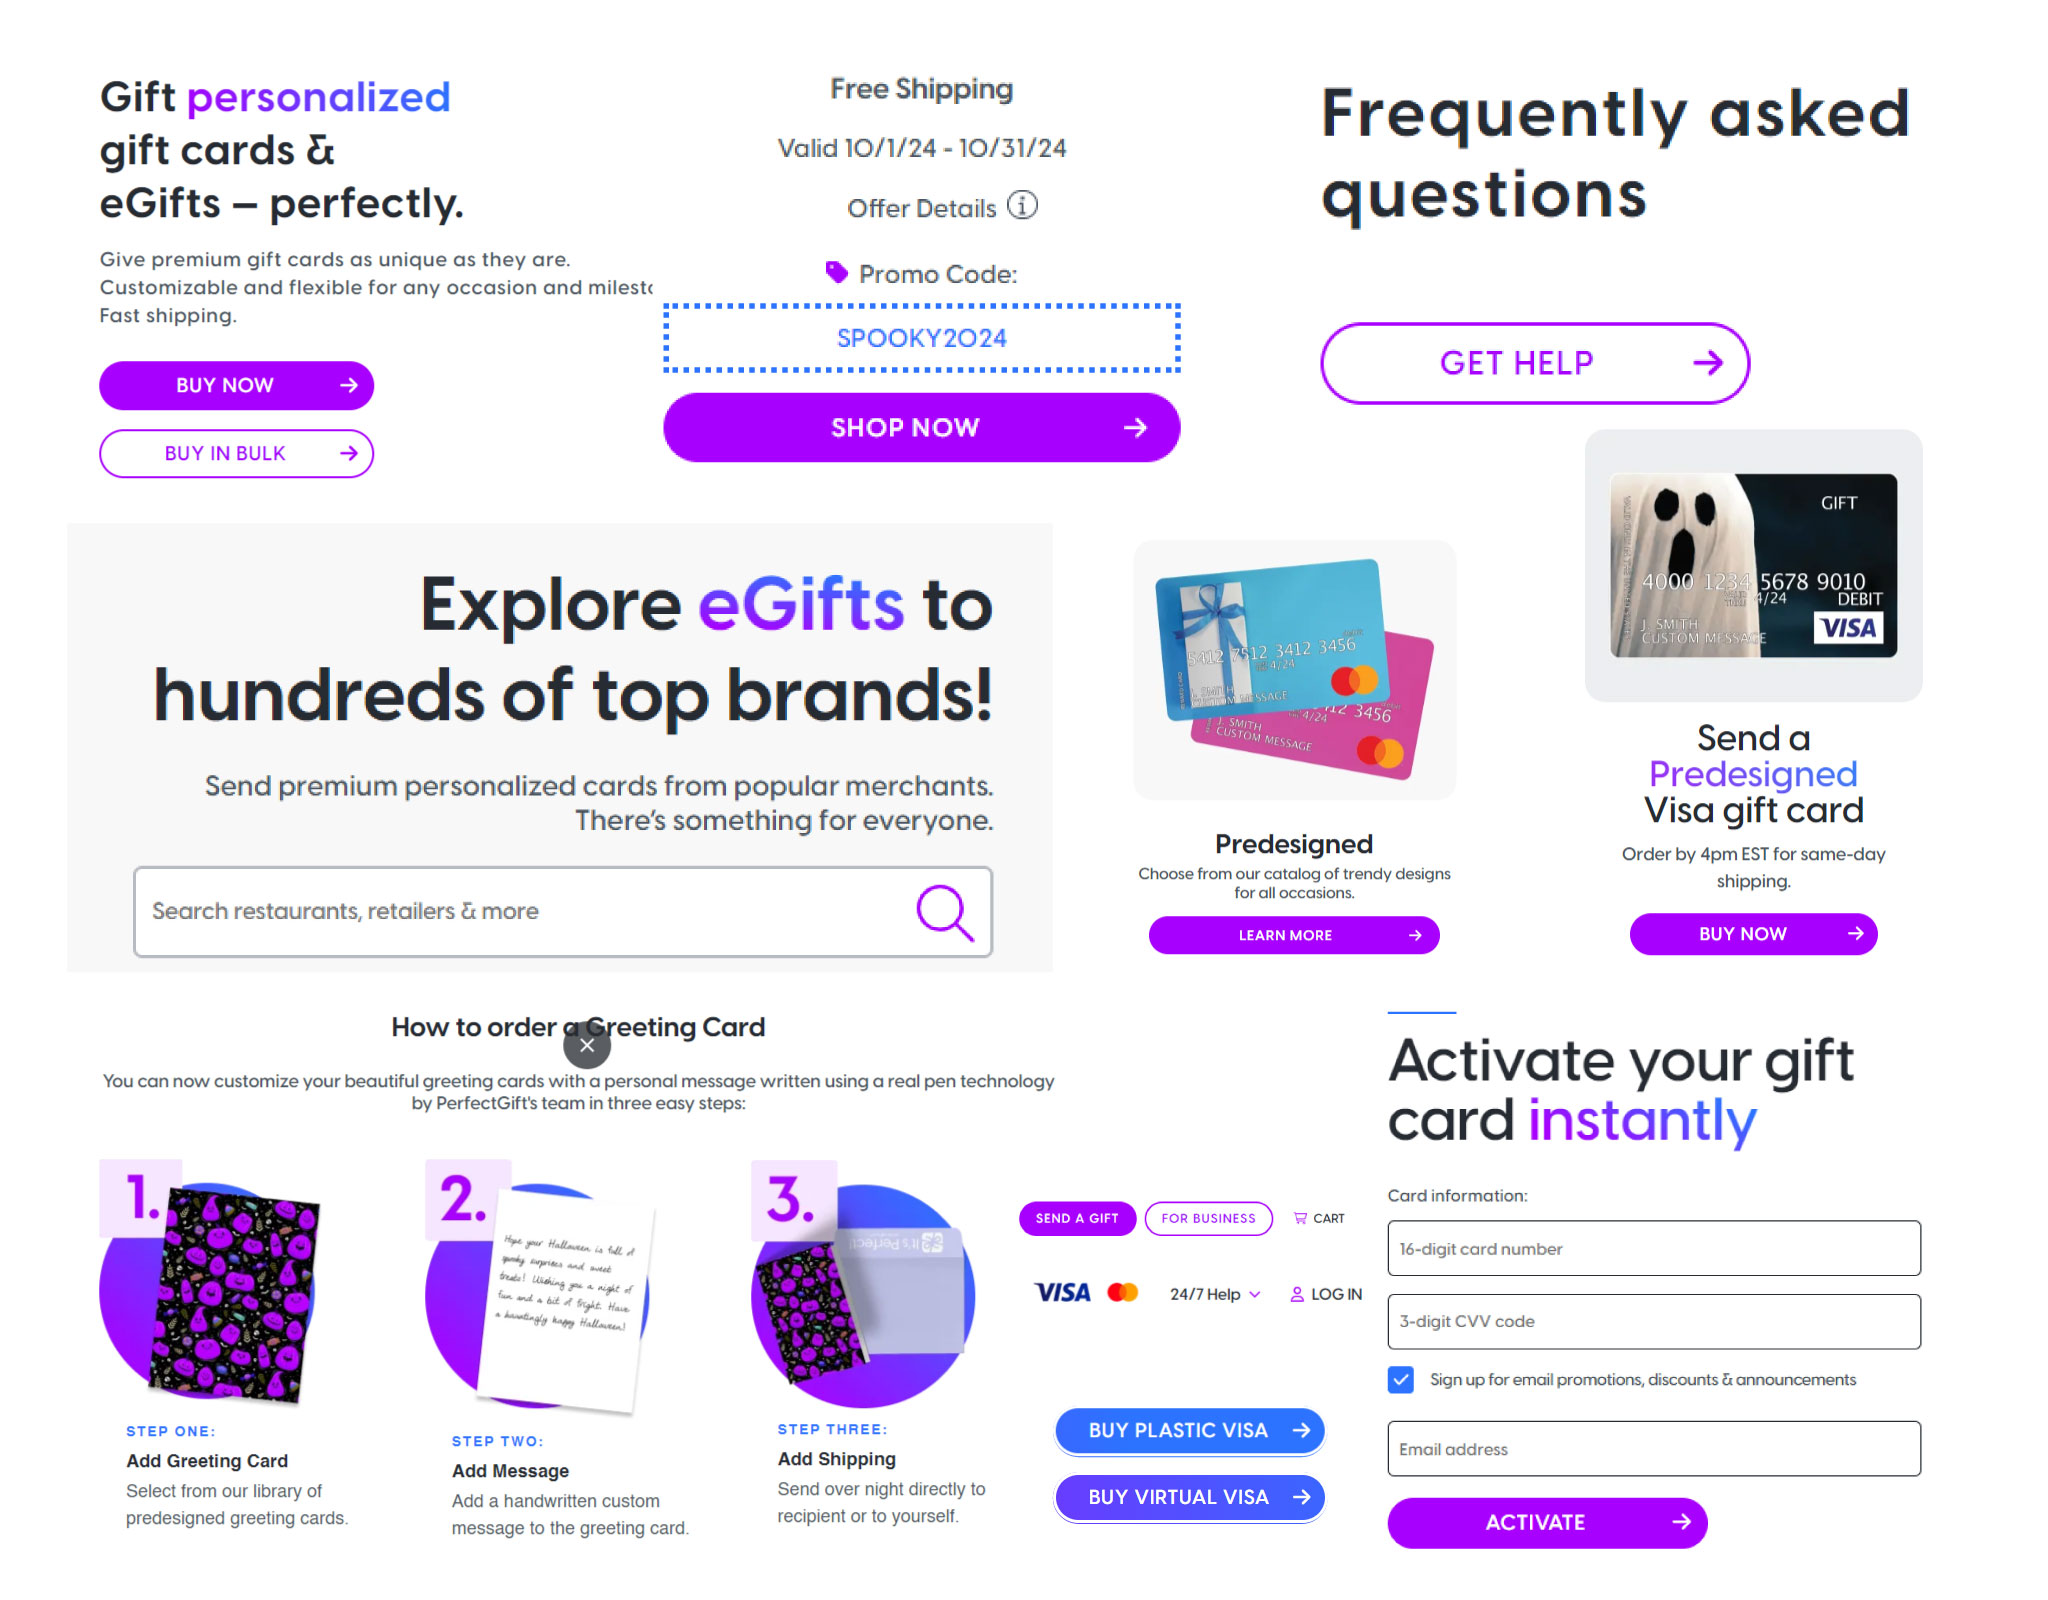 Gift personalized
gift cards &
eGifts – perfectly.
Give premium gift cards as unique as they are.
Customizable and flexible for any occasion and milesto
Fast shipping.
BUY NOW
BUY IN BULK
Free Shipping
Valid 10/1/24 - 10/31/24
Offer Details
Promo Code:
SPOOKY2024
SHOP NOW
Frequently asked
questions
GET HELP
Explore eGifts to
hundreds of top brands!
Send premium personalized cards from popular merchants.
There's something for everyone.
Search restaurants, retailers & more
5412 7512 3412 3456
4/24
J. SMITH
CUSTOM MESSAGE
3456
4/24
J. SMITH
CUSTOM MESSAGE
Predesigned
Choose from our catalog of trendy designs
for all occasions.
LEARN MORE
GIFT
4000 1234 5678 9010
4/24
DEBIT
J. SMITH
CUSTOM MESSAGE
VISA
Send a
Predesigned
Visa gift card
Order by 4pm EST for same-day
shipping.
BUY NOW
How to order a Greeting Card
You can now customize your beautiful greeting cards with a personal message written using a real pen technology
by PerfectGift's team in three easy steps:
1.
STEP ONE:
Add Greeting Card
Select from our library of
predesigned greeting cards.
2.
Hope your Halloween is full of
spooky surprises and sweet
treats! Wishing you a night of
fun and a bit of fright. Have
a hauntingly happy Halloween!
STEP TWO:
Add Message
Add a handwritten custom
message to the greeting card.
3.
It's Perfect!
STEP THREE:
Add Shipping
Send over night directly to
recipient or to yourself.
SEND A GIFT
FOR BUSINESS
CART
VISA
24/7 Help
LOG IN
BUY PLASTIC VISA
BUY VIRTUAL VISA
Activate your gift
card instantly
Card information:
16-digit card number
3-digit CVV code
Sign up for email promotions, discounts & announcements
Email address
ACTIVATE